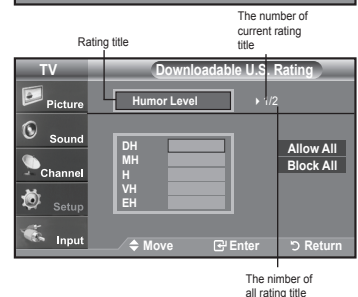 The number of
current rating
title
Rating title
TV
Downloadable U.S. Rating
Picture
Humor Level
1/2
Sound
DH
MH
H
VH
EH
Allow All
Block All
Channel
Setup
Input
Move
Enter
Return
The nimber of
all rating title